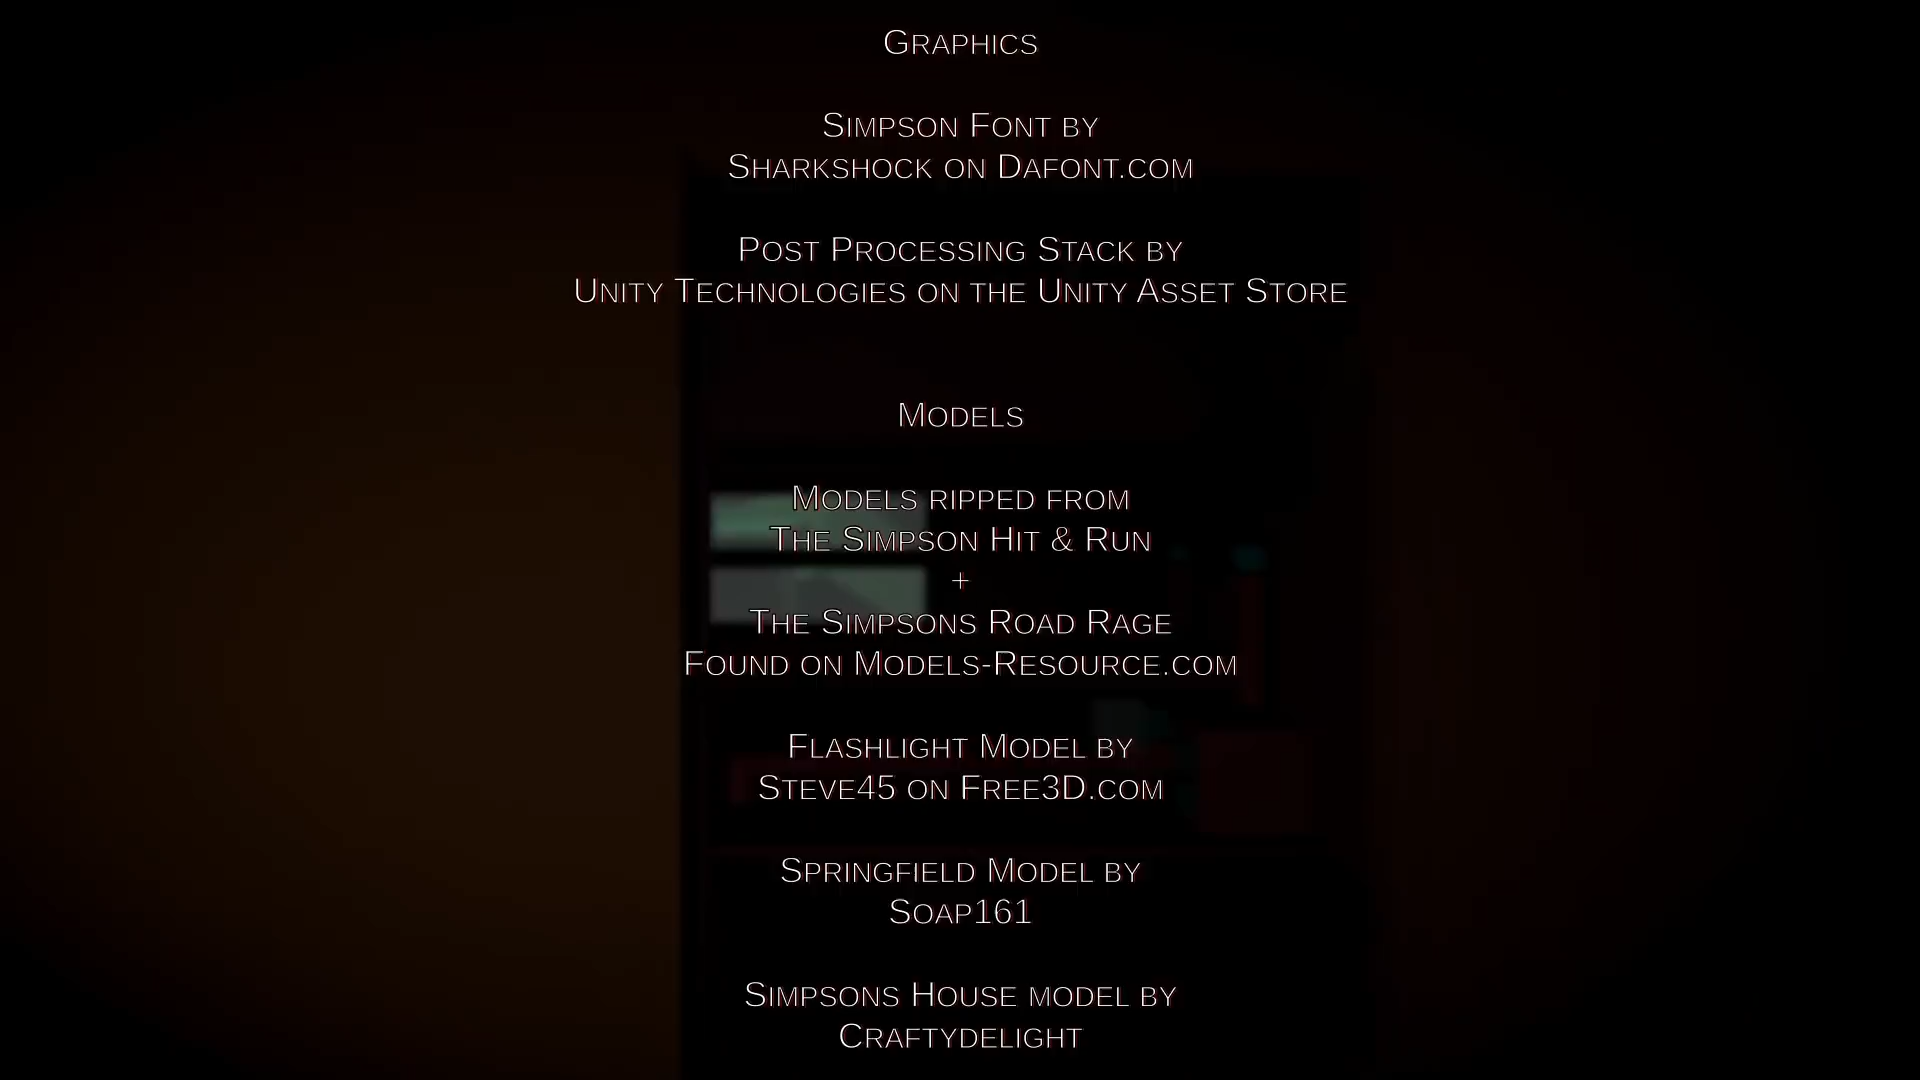 Graphics
Simpson Font by
Sharkshock on Dafont.com
Post Processing Stack by
Unity Technologies on the Unity Asset Store
Models
Models ripped from
The Simpson Hit & Run
+
The Simpsons Road Rage
Found on Models-Resource.com
Flashlight Model by
Steve45 on Free3D.com
Springfield Model by
Soap161
Simpsons House model by
Craftydelight